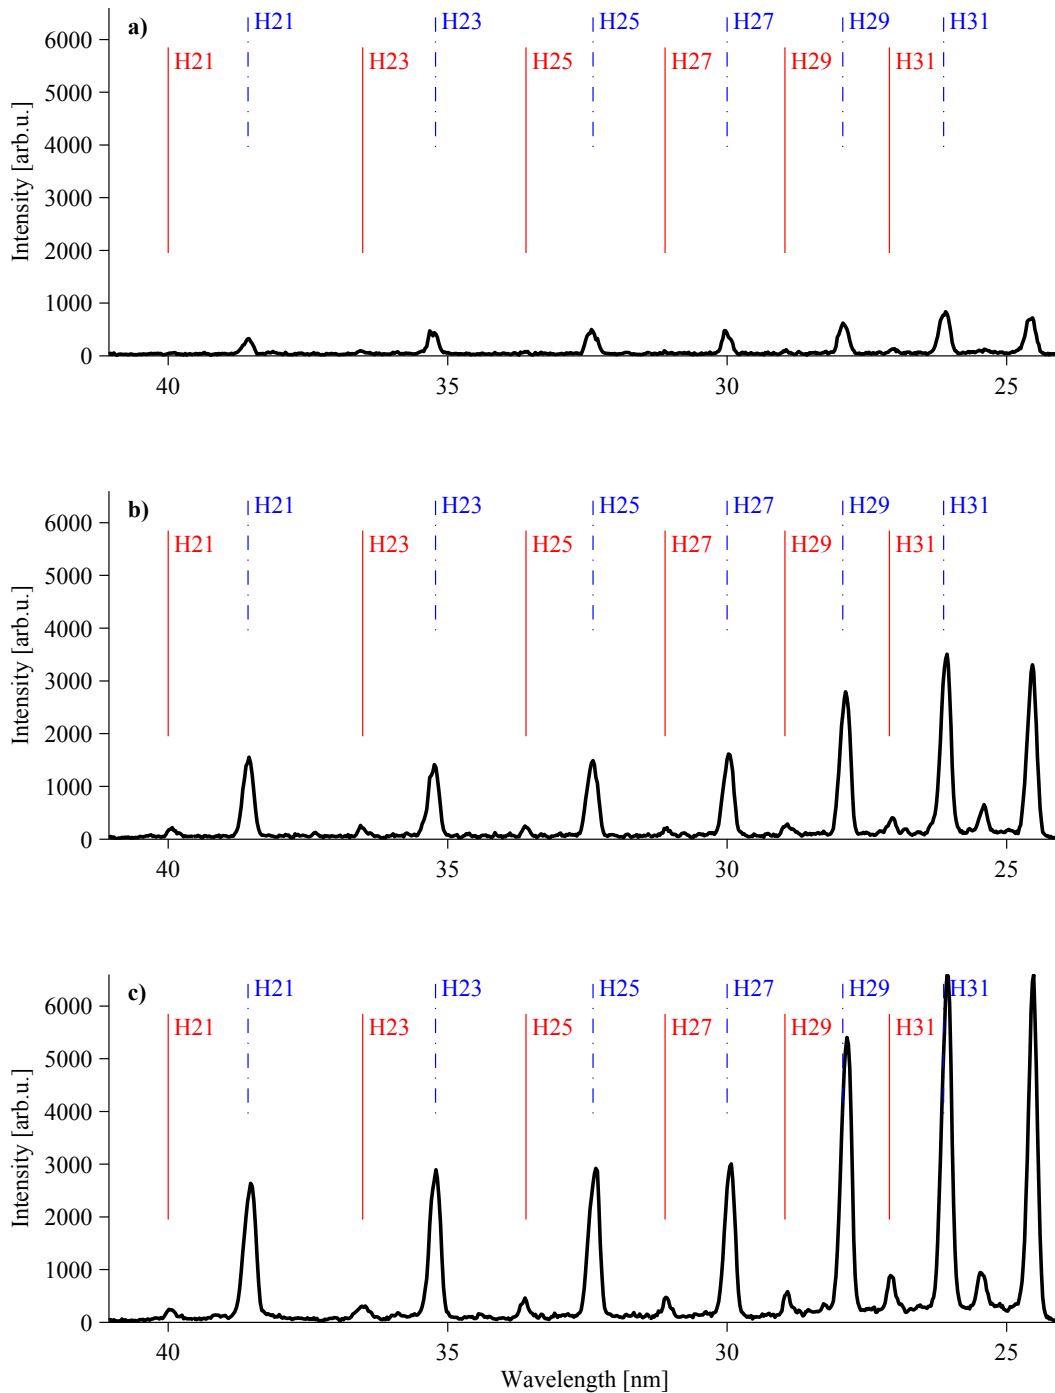 a)
H21 H23 H25 H27 H29 H31
H21 H23 H25 H27 H29 H31
6000
5000
4000
3000
2000
1000
0
Intensity [arb.u.]
40 35 30 25
b)
H21 H23 H25 H27 H29 H31
H21 H23 H25 H27 H29 H31
6000
5000
4000
3000
2000
1000
0
Intensity [arb.u.]
40 35 30 25
c)
H21 H23 H25 H27 H29 H31
H21 H23 H25 H27 H29 H31
6000
5000
4000
3000
2000
1000
0
Intensity [arb.u.]
40 35 30 25
Wavelength [nm]